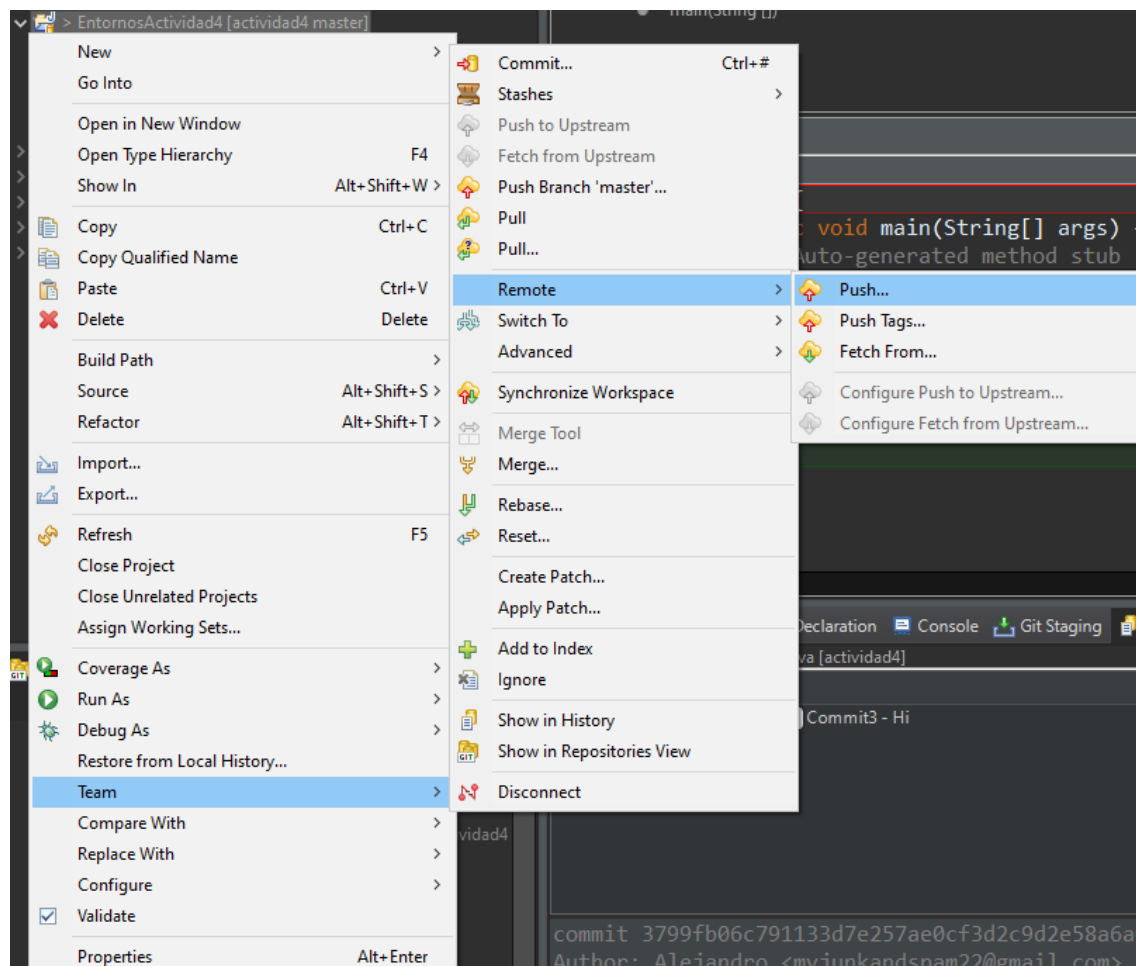 > EntornosActividad4 [actividad4 master]
main(String [])
New
Go Into
Open in New Window
Open Type Hierarchy F4
Show In Alt+Shift+W >
Copy Ctrl+C
Copy Qualified Name
Paste Ctrl+V
Delete Delete
Build Path
Source Alt+Shift+S >
Refactor Alt+Shift+T >
Import...
Export...
Refresh F5
Close Project
Close Unrelated Projects
Assign Working Sets...
Coverage As
Run As
Debug As
Restore from Local History...
Team
Compare With
Replace With
Configure
Validate
Properties Alt+Enter
Commit... Ctrl+#
Stashes
Push to Upstream
Fetch from Upstream
Push Branch 'master'...
Pull
Pull...
Remote
Switch To
Advanced
Synchronize Workspace
Merge Tool
Merge...
Rebase...
Reset...
Create Patch...
Apply Patch...
Add to Index
Ignore
Show in History
GIT Show in Repositories View
Disconnect
Push...
Push Tags...
Fetch From...
Configure Push to Upstream...
Configure Fetch from Upstream...
c void main(String[] args)
Auto-generated method stub
Declaration Console Git Staging
va [actividad4]
Commit3 - Hi
GIT
vidad4
commit 3799fb06c791133d7e257ae0cf3d2c9d2e58a6a
Author: Alejandro <myjunkandspam22@gmail.com>